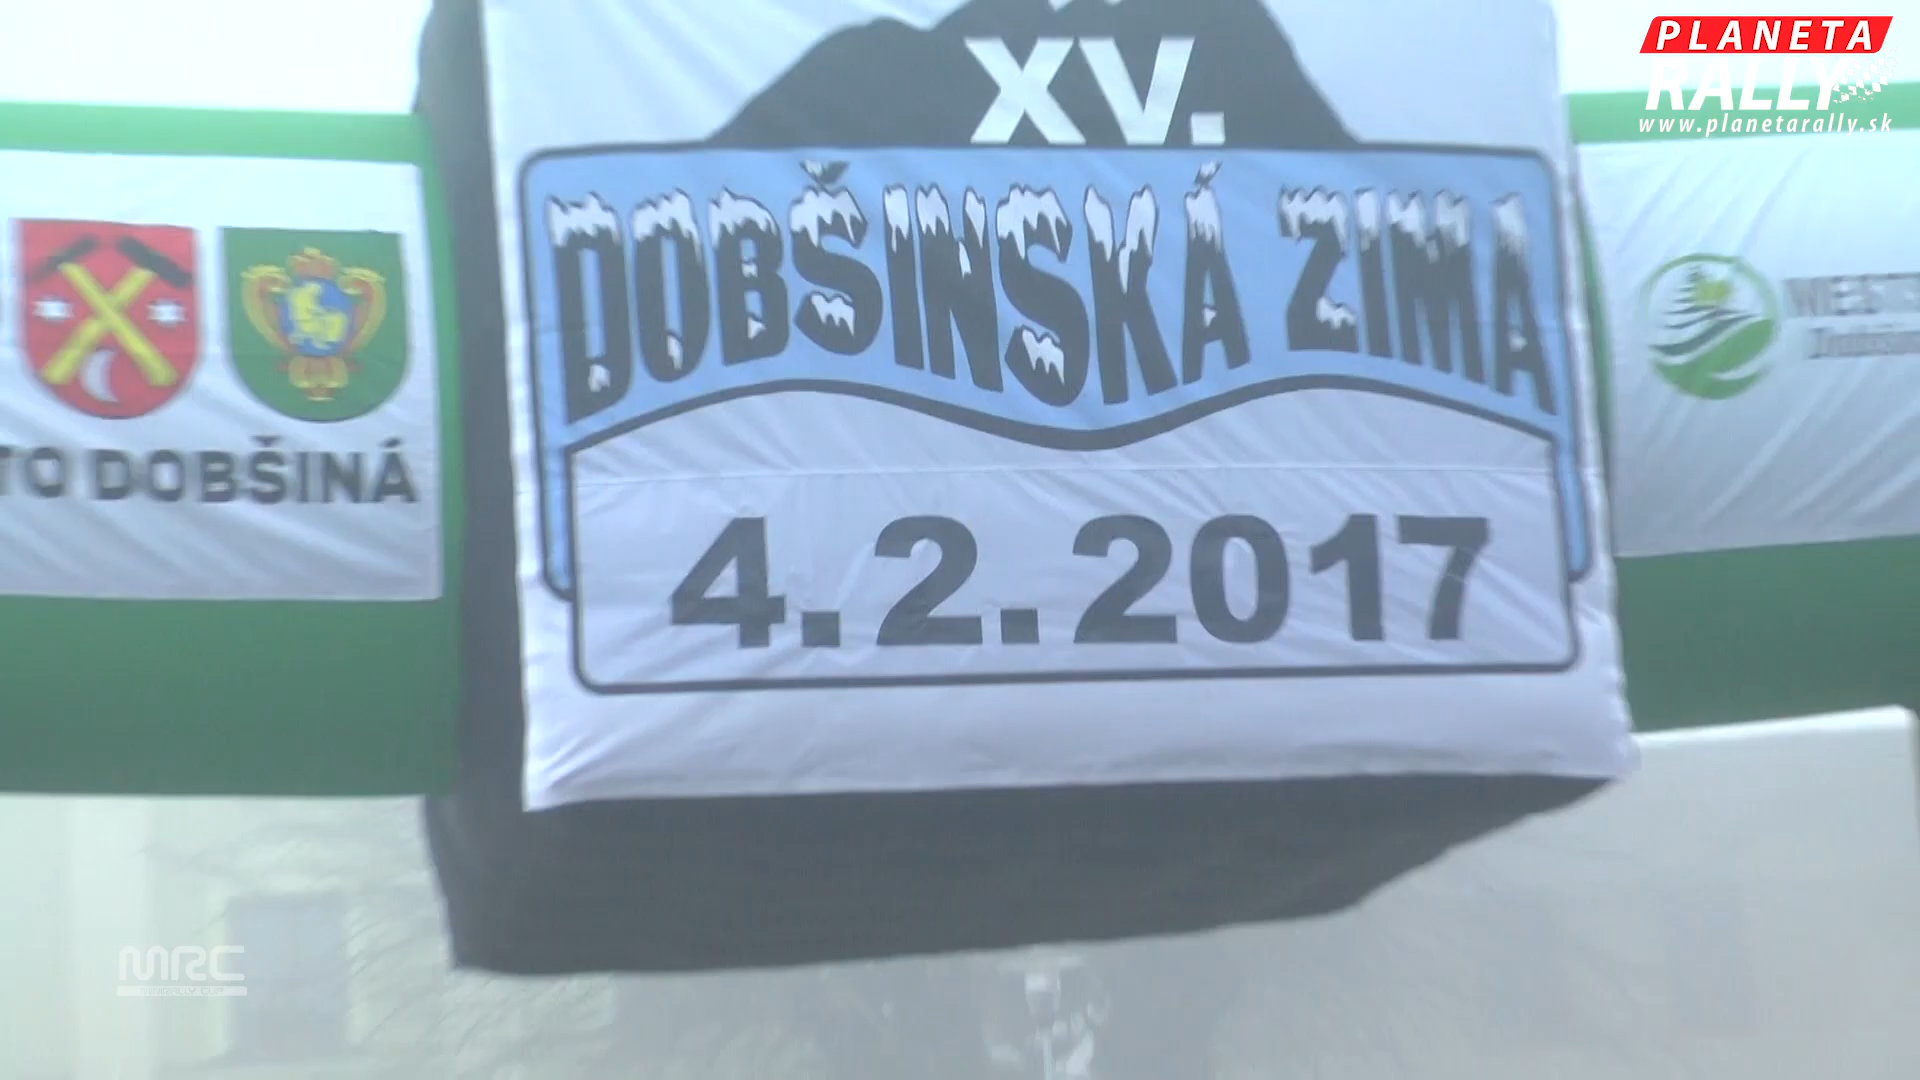 PLANETA
RALLY
www.planetarally.sk
XV.
DOBŠINSKÁ ZIMA
TO DOBŠINÁ
4.2.2017
MRC